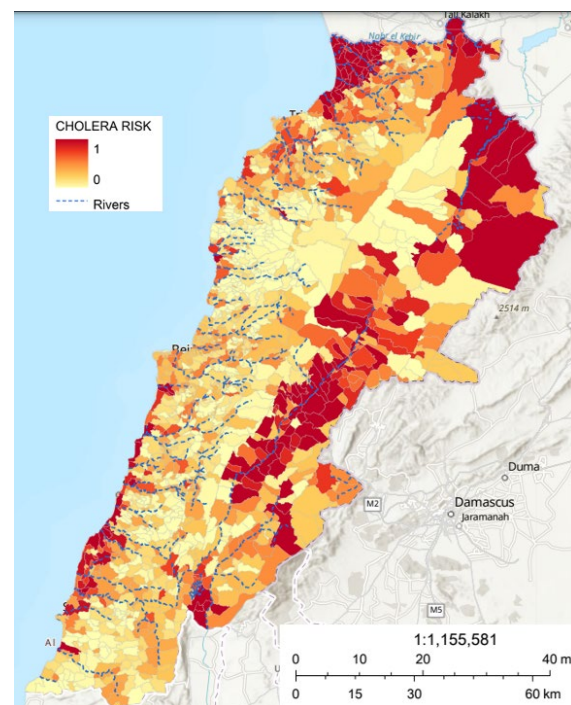 Tall Kalakh
Nahr el Kebir
CHOLERA RISK
1
0
Rivers
2514 m
Duma
M2
Damascus
Jaramanah
M5
1:1,155,581
0 10 20 40 m
0 15 30 60 km